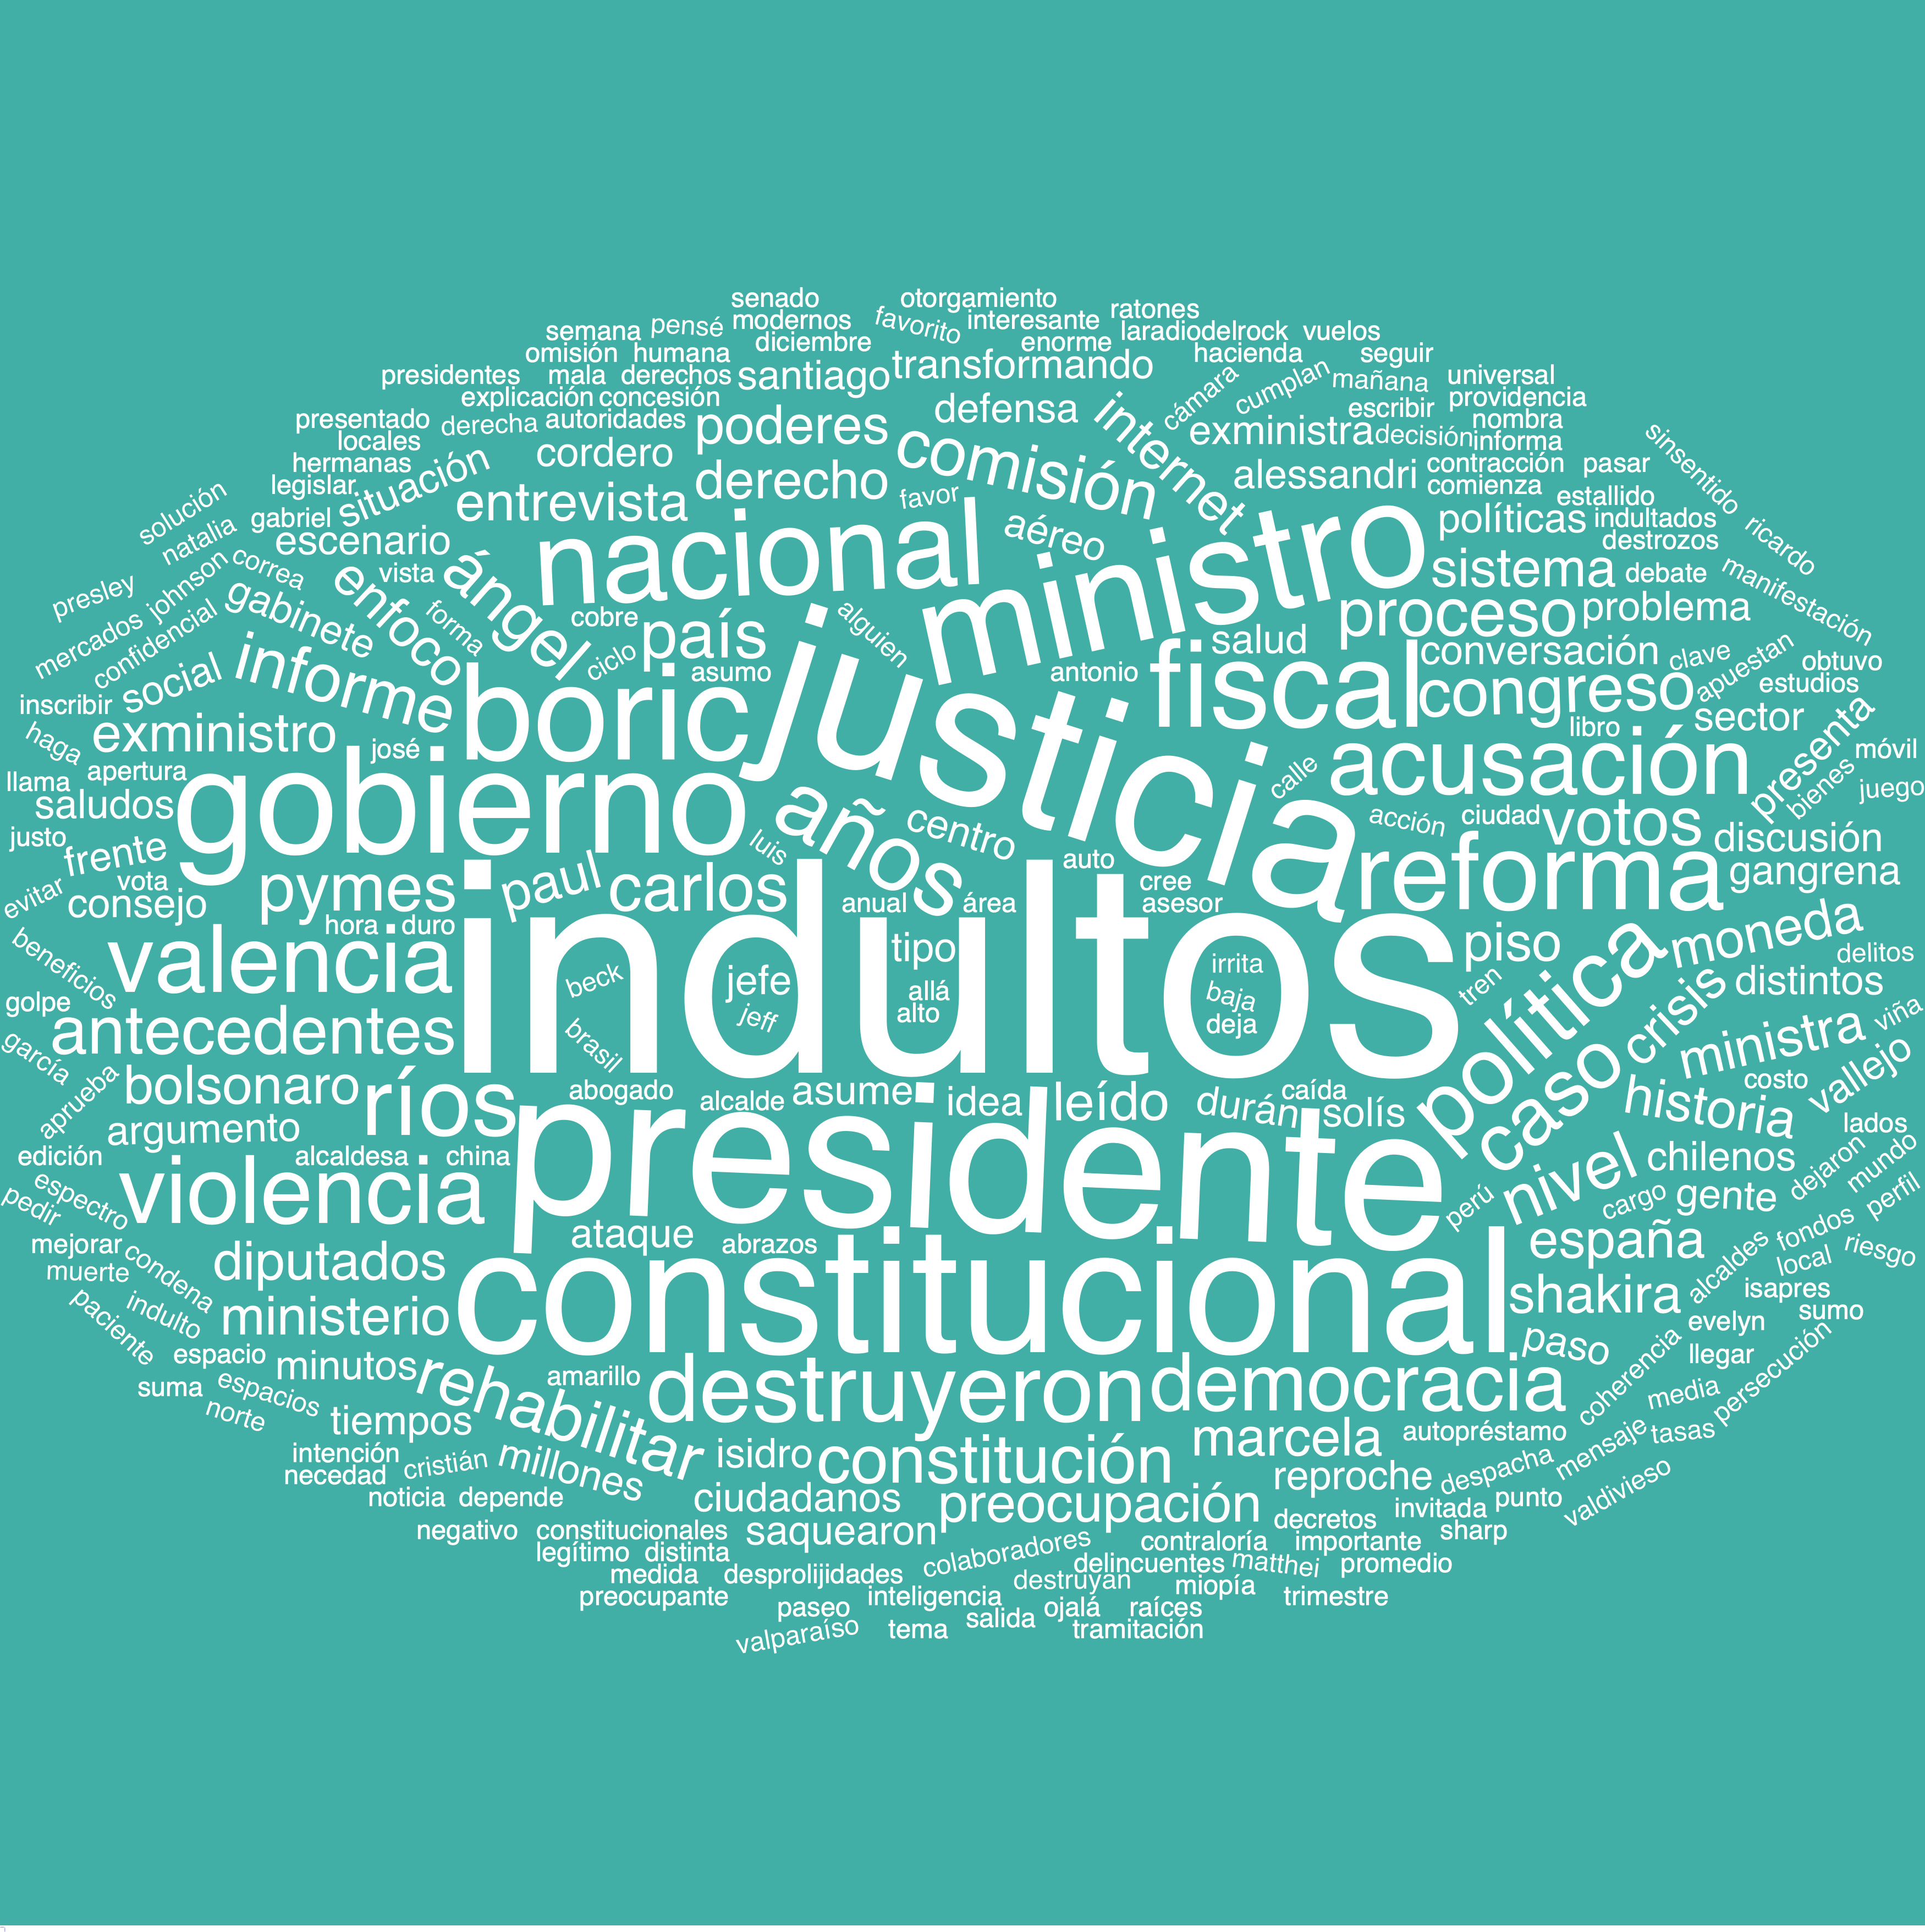 senado
otorgamiento
ratones
semana
pensé
modernos
favorito
interesante
laradiodelrock
vuelos
omisión
humana
diciembre
enorme
hacienda
seguir
presidentes
mala
derechos
santiago
transformando
cámara
cumplan
mañana
universal
explicación
concesión
defensa
internet
escribir
providencia
presentado
derecha
autoridades
poderes
comisión
exministra
decisión
nombra
informa
locales
cordero
sinsentido
hermanas
situación
derecho
alessandri
contracción
pasar
legislar
entrevista
favor
comienza
estallido
solución
gabriel
nacional
aéreo
ministro
políticas
indultados
ricardo
natalia
escenario
destrozos
correa
vista
ángel
sistema
debate
manifestación
presley
johnson
gabinete
enfoco
forma
cobre
país
justicia
alguien
proceso
problema
mercados
confidencial
social
informe
ciclo
asumo
antonio
fiscal
salud
conversación
clave
apuestan
obtuvo
inscribir
boric
congreso
estudios
haga
exministro
josé
libro
sector
presenta
móvil
llama
apertura
gobierno
calle
acusación
bienes
juego
saludos
años
centro
acción
ciudad
votos
discusión
justo
frente
luis
auto
reforma
gangrena
evitar
vota
consejo
pymes
paul
carlos
cree
anual
área
asesor
hora
duro
indultos
política
moneda
beneficios
valencia
tipo
irrita
piso
delitos
golpe
beck
jefe
allá
baja
tren
crisis
distintos
jeff
alto
deja
antecedentes
garcía
brasil
caso
ministra
viña
aprueba
bolsonaro
ríos
abogado
alcalde
asume
idea
leído
durán
caída
solís
historia
costo
vallejo
argumento
presidente
lados
edición
alcaldesa
china
nivel
chilenos
dejaron
mundo
pedir
espectro
violencia
perú
cargo
gente
perfil
mejorar
ataque
abrazos
españa
alcaldes
fondos
muerte
condena
diputados
constitucional
local
riesgo
paciente
indulto
ministerio
shakira
isapres
evelyn
sumo
espacio
minutos
rehabilitar
amarillo
destruyeron
democracia
paso
coherencia
llegar
suma
espacios
media
persecución
norte
tiempos
marcela
autopréstamo
mensaje
tasas
intención
isidro
constitución
necedad
cristián
millones
reproche
despacha
noticia
depende
ciudadanos
preocupación
invitada
punto
valdivieso
negativo
constitucionales
saquearon
decretos
sharp
legítimo
distinta
contraloría
importante
colaboradores
medida
desprolijidades
delincuentes
matthei
promedio
preocupante
inteligencia
destruyan
miopía
trimestre
paseo
salida
ojalá
raíces
valparaíso
tema
tramitación